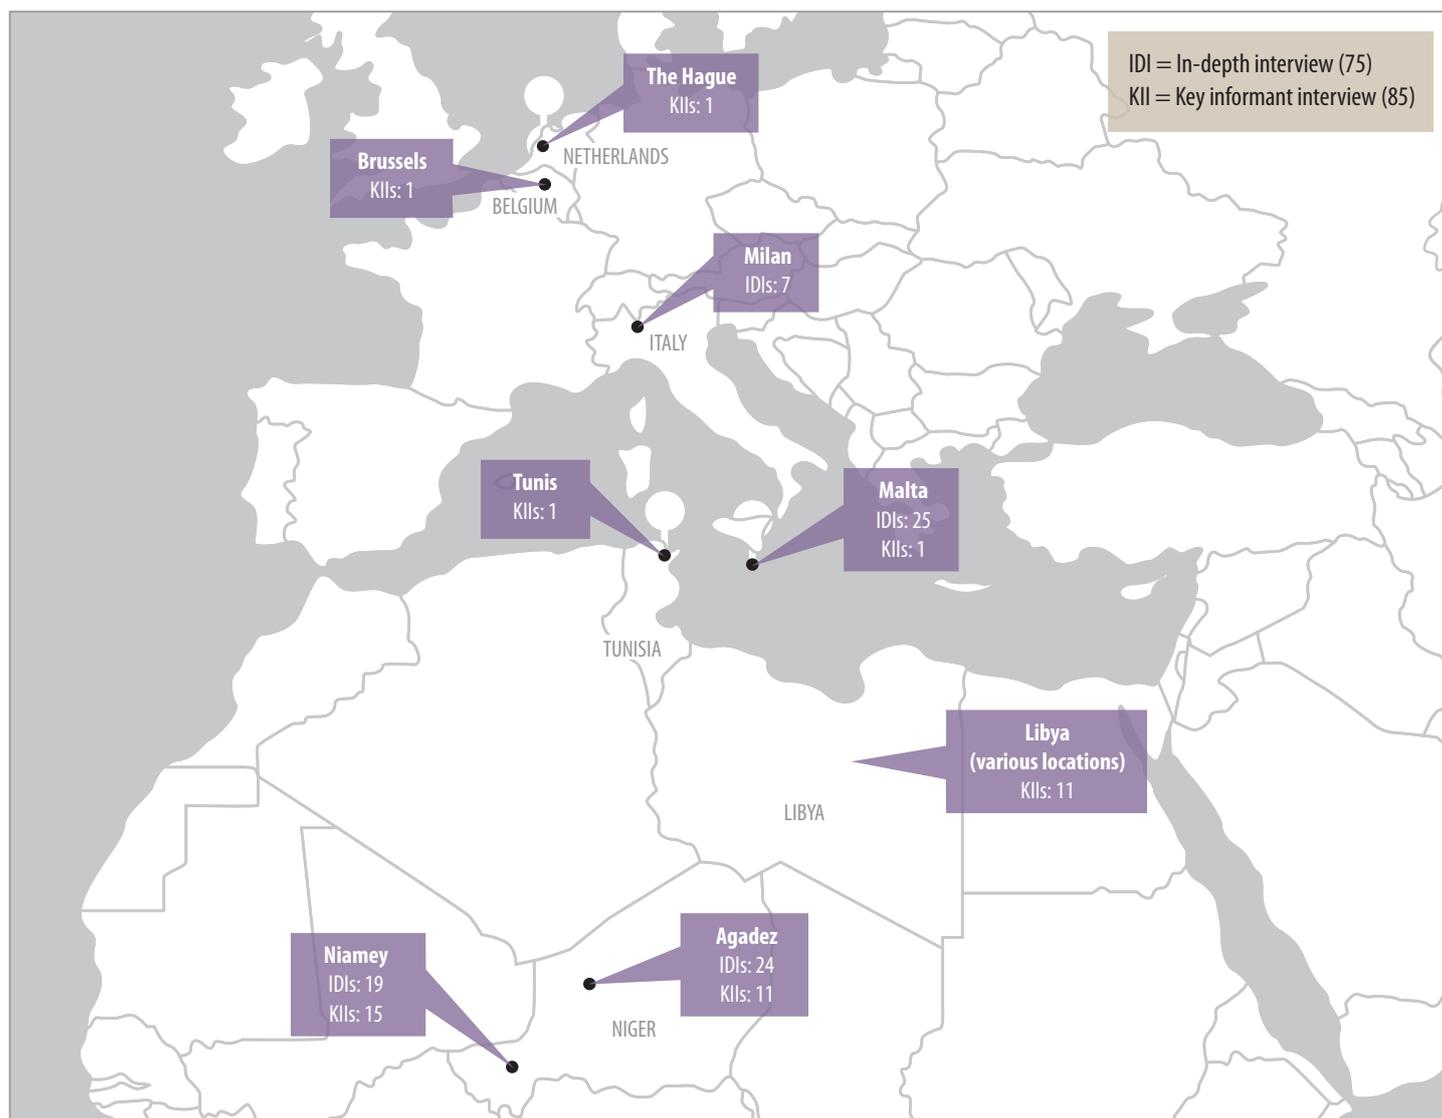 IDI = In-depth interview (75)
KII = Key informant interview (85)
The Hague
KIIs: 1
NETHERLANDS
Brussels
KIIs: 1
BELGIUM
Milan
IDIs: 7
ITALY
Tunis
KIIs: 1
Malta
IDIs: 25
KIIs: 1
TUNISIA
Libya
(various locations)
KIIs: 11
LIBYA
Agadez
IDIs: 24
KIIs: 11
Niamey
IDIs: 19
KIIs: 15
NIGER